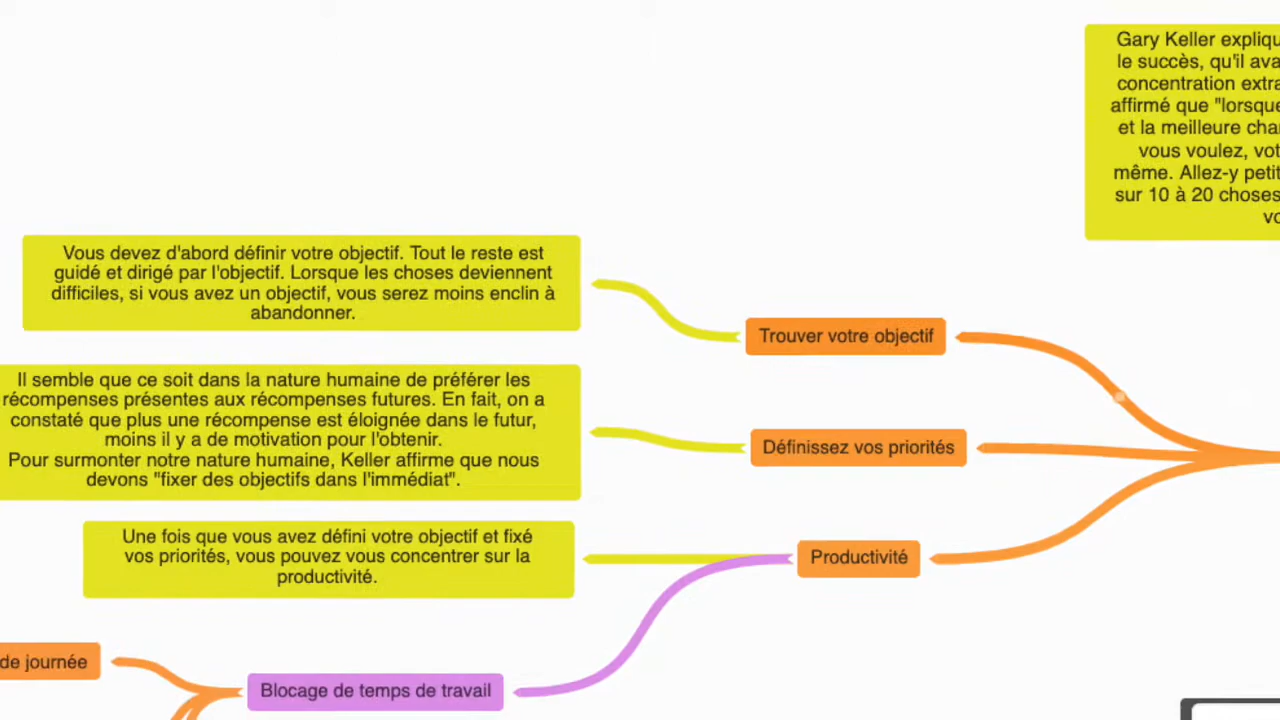 Gary Keller expliqu
le succès, qu'il ava
concentration extra
affirmé que "lorsque
et la meilleure cha
vous voulez, vot
même. Allez-y petit
sur 10 à 20 choses
vo
Vous devez d'abord définir votre objectif. Tout le reste est
guidé et dirigé par l'objectif. Lorsque les choses deviennent
difficiles, si vous avez un objectif, vous serez moins enclin à
abandonner.
Trouver votre objectif
Il semble que ce soit dans la nature humaine de préférer les
récompenses présentes aux récompenses futures. En fait, on a
constaté que plus une récompense est éloignée dans le futur,
moins il y a de motivation pour l'obtenir.
Pour surmonter notre nature humaine, Keller affirme que nous
devons "fixer des objectifs dans l'immédiat".
Définissez vos priorités
Une fois que vous avez défini votre objectif et fixé
vos priorités, vous pouvez vous concentrer sur la
productivité.
Productivité
de journée
Blocage de temps de travail